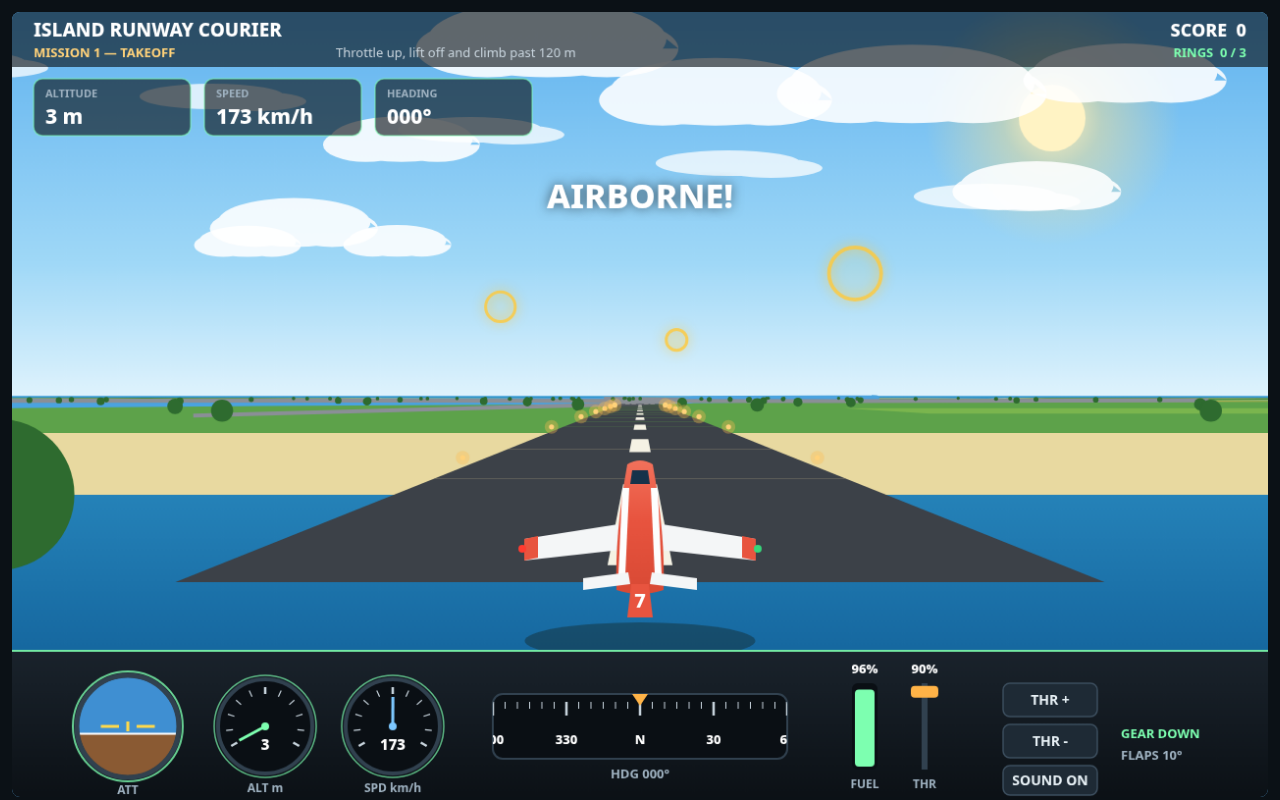 ISLAND RUNWAY COURIER
MISSION 1 — TAKEOFF
Throttle up, lift off and climb past 120 m
SCORE 0
RINGS 0 / 3
ALTITUDE
3 m
SPEED
173 km/h
HEADING
000°
AIRBORNE!
7
ATT
3
ALT m
173
SPD km/h
330
N
30
HDG 000°
96%
FUEL
90%
THR
THR +
THR -
SOUND ON
GEAR DOWN
FLAPS 10°